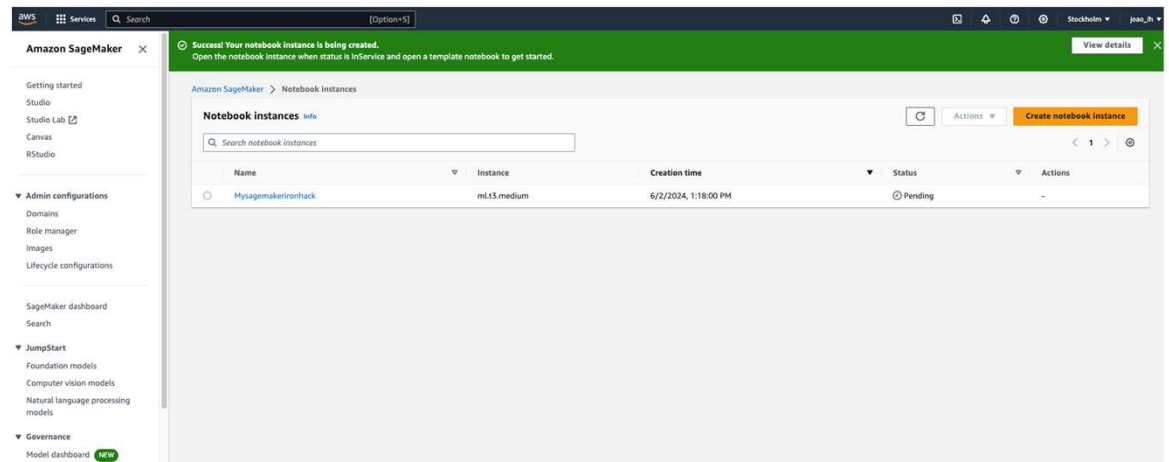 aws Services Search [Option+S] Stockholm joao_ih
Amazon SageMaker
Success! Your notebook instance is being created.
Open the notebook instance when status is InService and open a template notebook to get started.
View details
Getting started
Studio
Studio Lab
Canvas
RStudio
Admin configurations
Domains
Role manager
Images
Lifecycle configurations
SageMaker dashboard
Search
JumpStart
Foundation models
Computer vision models
Natural language processing
models
Governance
Model dashboard NEW
Amazon SageMaker > Notebook instances
Notebook instances Info
Actions Create notebook instance
Search notebook instances
1
Name Instance Creation time Status Actions
Mysagemakerironhack ml.t3.medium 6/2/2024, 1:18:00 PM Pending -